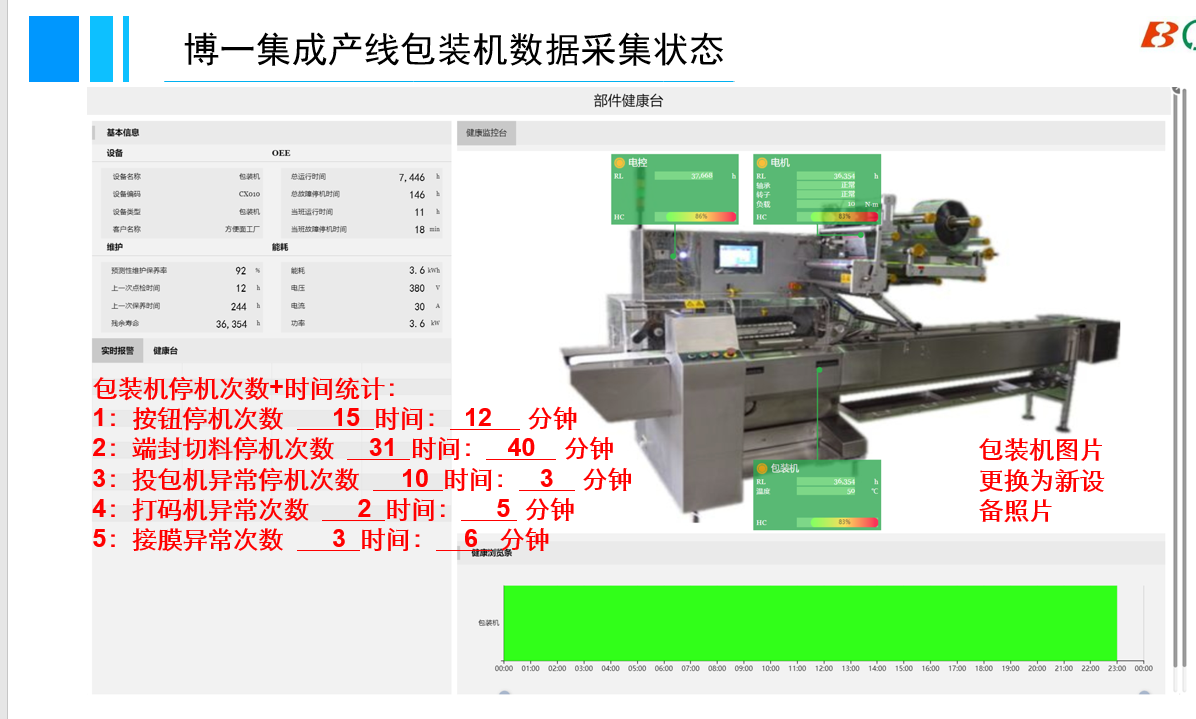 博一集成产线包装机数据采集状态
部件健康台
基本信息
设备 OEE
设备名称 包装机 总运行时间 7,446 h
设备编码 CX010 总故障停机时间 146 h
设备类型 包装机 当班运行时间 11 h
客户名称 方便面工厂 当班故障停机时间 18 min
维护 能耗
预测性维护保养率 92 % 能耗 3.6 kWh
上一次点检时间 12 h 电压 380 V
上一次保养时间 244 h 电流 30 A
残余寿命 36,354 h 功率 3.6 kW
实时报警 健康台
包装机停机次数+时间统计：
1：按钮停机次数 15 时间： 12 分钟
2：端封切料停机次数 31 时间： 40 分钟
3：投包机异常停机次数 10 时间： 3 分钟
4：打码机异常次数 2 时间： 5 分钟
5：接膜异常次数 3 时间： 6 分钟
健康监控台
电控
RL 37,668 h
HC 86%
电机
RL 36,354 h
轴承 正常
转子 正常
负载 10 N·m
HC 83%
包装机
RL 36,354 h
温度 50 ℃
HC 83%
包装机图片
更换为新设
备照片
健康浏览条
包装机
00:00 01:00 02:00 03:00 04:00 05:00 06:00 07:00 08:00 09:00 10:00 11:00 12:00 13:00 14:00 15:00 16:00 17:00 18:00 19:00 20:00 21:00 22:00 23:00 00:00